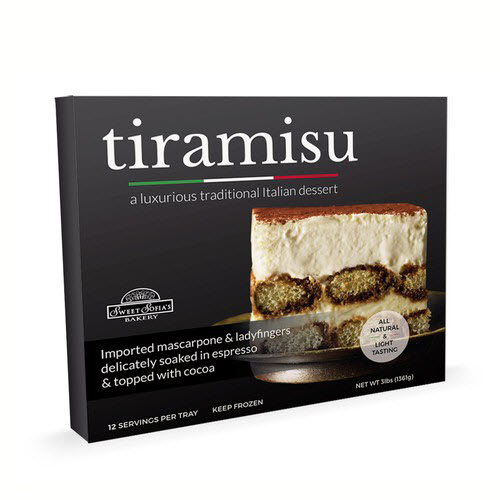 tiramisu
a luxurious traditional Italian dessert
SWEET SOFIA'S
BAKERY
Imported mascarpone & ladyfingers
delicately soaked in espresso
& topped with cocoa
ALL
NATURAL
&
LIGHT
TASTING
NET WT 3lbs (1361g)
12 SERVINGS PER TRAY KEEP FROZEN